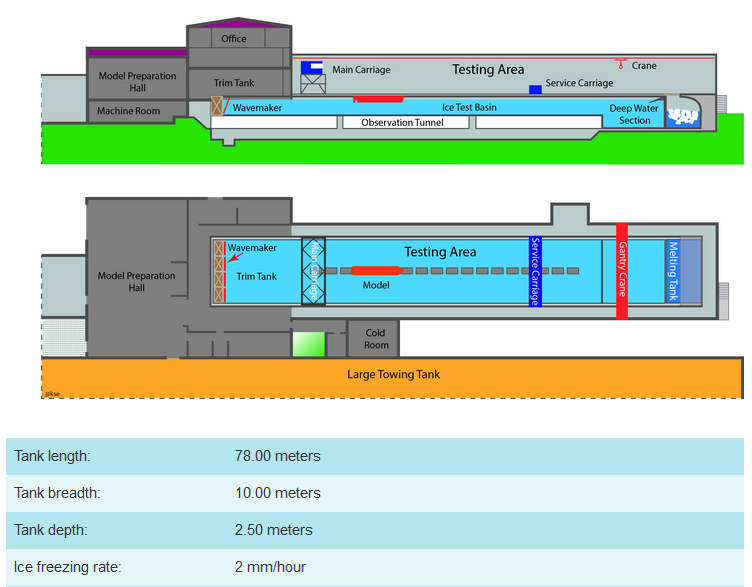 Office
Model Preparation
Hall
Trim Tank
Main Carriage
Testing Area
Crane
Service Carriage
Machine Room
Wavemaker
Ice Test Basin
Deep Water
Section
Observation Tunnel
Wavemaker
Main Carriage
Testing Area
Service Carriage
Gantry Crane
Melting Tank
Model Preparation
Hall
Trim Tank
Model
Cold
Room
Large Towing Tank
@kse
Tank length: 78.00 meters
Tank breadth: 10.00 meters
Tank depth: 2.50 meters
Ice freezing rate: 2 mm/hour